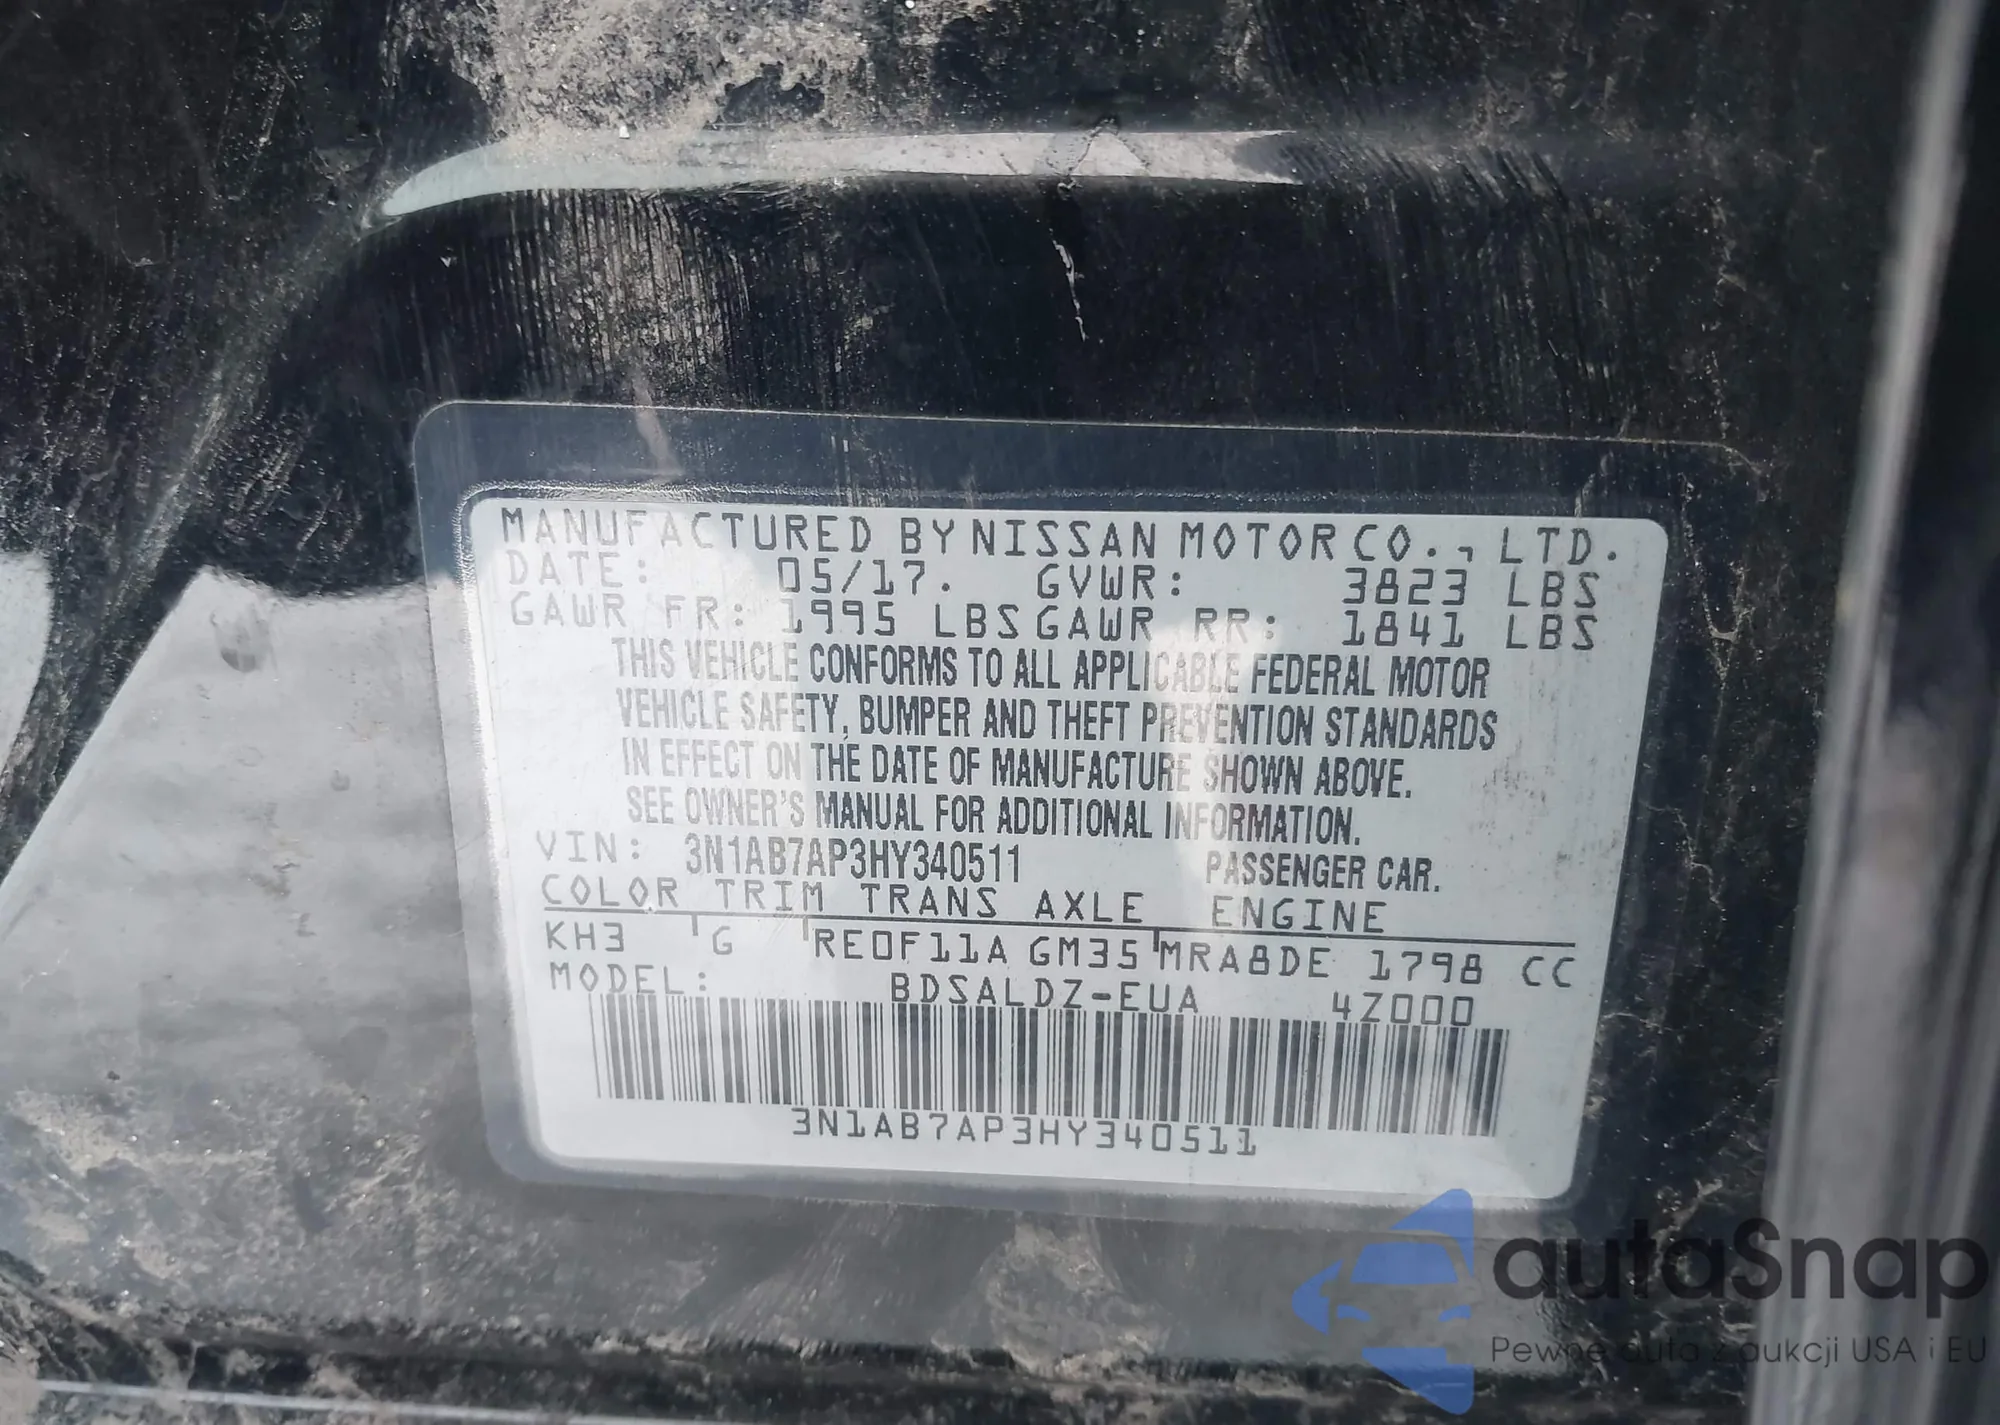 MANUFACTURED BY NISSAN MOTOR CO., LTD.
DATE: 05/17. GVWR: 3823 LBS
GAWR FR: 1995 LBS GAWR RR: 1841 LBS
THIS VEHICLE CONFORMS TO ALL APPLICABLE FEDERAL MOTOR
VEHICLE SAFETY, BUMPER AND THEFT PREVENTION STANDARDS
IN EFFECT ON THE DATE OF MANUFACTURE SHOWN ABOVE.
SEE OWNER'S MANUAL FOR ADDITIONAL INFORMATION.
VIN: 3N1AB7AP3HY340511 PASSENGER CAR.
COLOR TRIM TRANS AXLE ENGINE
KH3 G RE0F11A GM35 MRA8DE 1798 CC
MODEL: BDSALDZ-EUA 4Z000
3N1AB7AP3HY340511
autaSnap
Pewne auta z aukcji USA i EU